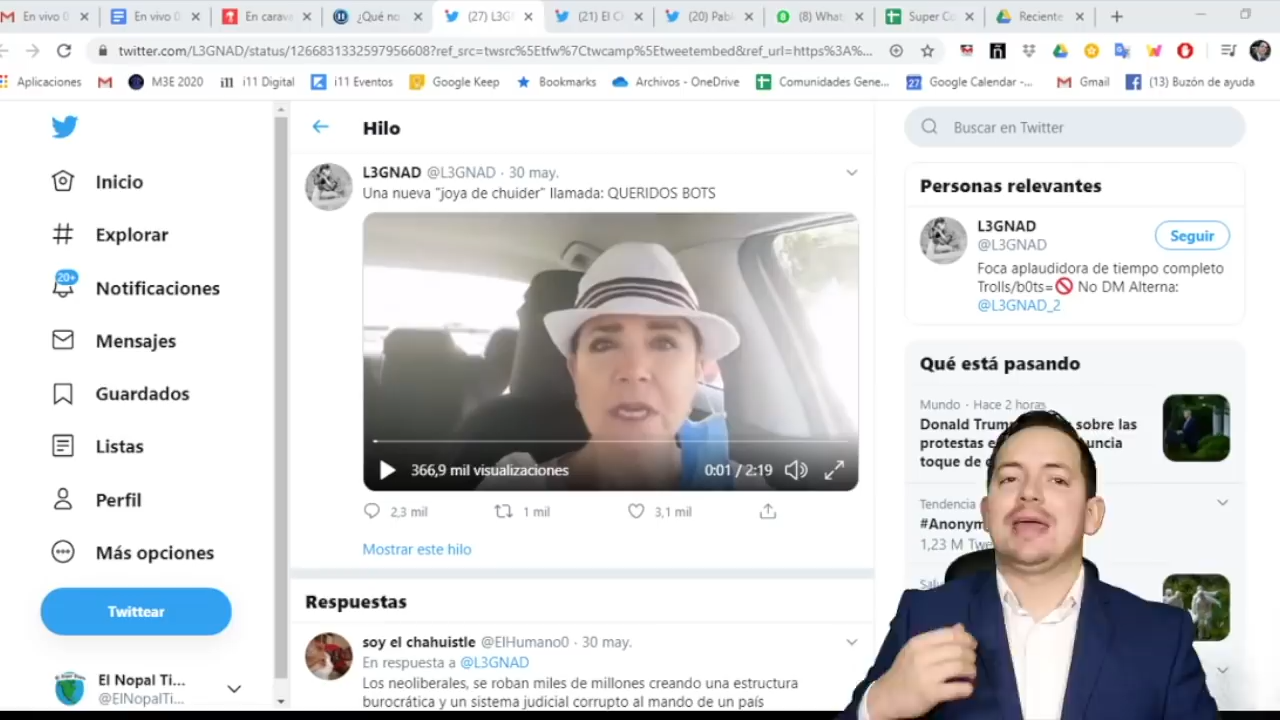 En vivo
En vivo
En carav
¿Qué no
(27) L3G
(21) El C
(20) Pab
(8) What
Super Co
Reciente
twitter.com/L3GNAD/status/1266831332597956608?ref_src=twsrc%5Etfw%7Ctwcamp%5Etweetembed&ref_url=https%3A%...
Aplicaciones
M3E 2020
i11 Digital
i11 Eventos
Google Keep
Bookmarks
Archivos - OneDrive
Comunidades Gene...
Google Calendar -...
Gmail
(13) Buzón de ayuda
Inicio
Explorar
20+
Notificaciones
Mensajes
Guardados
Listas
Perfil
Más opciones
Twittear
El Nopal Ti...
@ElNopalTi...
Hilo
L3GNAD @L3GNAD · 30 may.
Una nueva "joya de chuider" llamada: QUERIDOS BOTS
366,9 mil visualizaciones
0:01 / 2:19
2,3 mil
1 mil
3,1 mil
Mostrar este hilo
Respuestas
soy el chahuistle @ElHumano0 · 30 may.
En respuesta a @L3GNAD
Los neoliberales, se roban miles de millones creando una estructura
burocrática y un sistema judicial corrupto al mando de un país
Buscar en Twitter
Personas relevantes
L3GNAD
@L3GNAD
Seguir
Foca aplaudidora de tiempo completo
Trolls/b0ts=🚫 No DM Alterna:
@L3GNAD_2
Qué está pasando
Mundo · Hace 2 horas
Donald Trum sobre las
protestas e uncia
toque de
Tendencia
#Anonym
1,23 M Twe
Salu